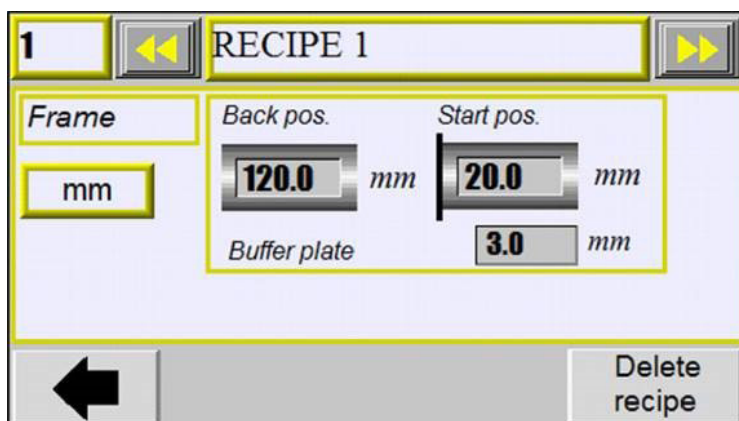 1
RECIPE 1
Frame
Back pos.
Start pos.
mm
120.0 mm
20.0 mm
Buffer plate
3.0 mm
Delete
recipe